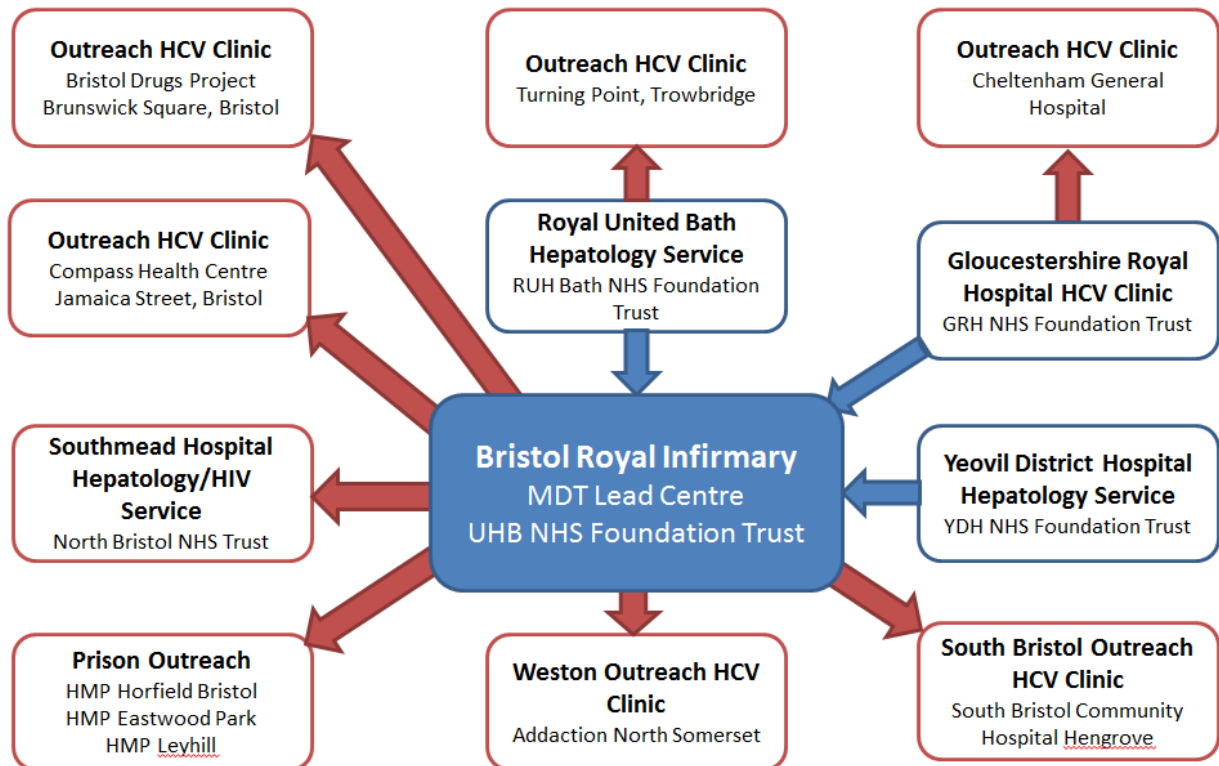 Outreach HCV Clinic
Bristol Drugs Project
Brunswick Square, Bristol
Outreach HCV Clinic
Turning Point, Trowbridge
Outreach HCV Clinic
Cheltenham General
Hospital
Outreach HCV Clinic
Compass Health Centre
Jamaica Street, Bristol
Royal United Bath
Hepatology Service
RUH Bath NHS Foundation
Trust
Gloucestershire Royal
Hospital HCV Clinic
GRH NHS Foundation Trust
Southmead Hospital
Hepatology/HIV
Service
North Bristol NHS Trust
Bristol Royal Infirmary
MDT Lead Centre
UHB NHS Foundation Trust
Yeovil District Hospital
Hepatology Service
YDH NHS Foundation Trust
Prison Outreach
HMP Horfield Bristol
HMP Eastwood Park
HMP Leyhill
Weston Outreach HCV
Clinic
Addaction North Somerset
South Bristol Outreach
HCV Clinic
South Bristol Community
Hospital Hengrove